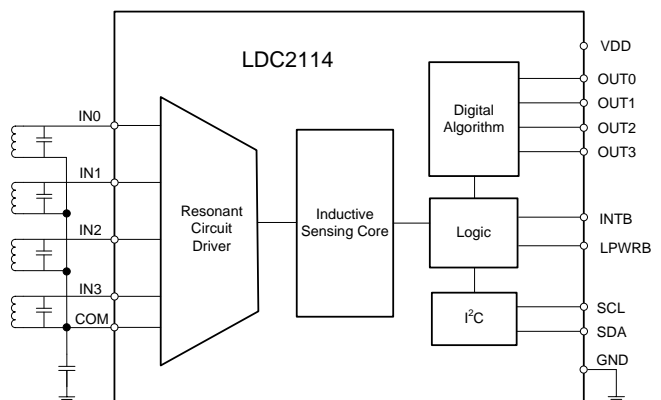 LDC2114
VDD
OUT0
OUT1
OUT2
OUT3
Digital
Algorithm
IN0
IN1
IN2
IN3
COM
Resonant
Circuit
Driver
Inductive
Sensing Core
Logic
INTB
LPWRB
I²C
SCL
SDA
GND